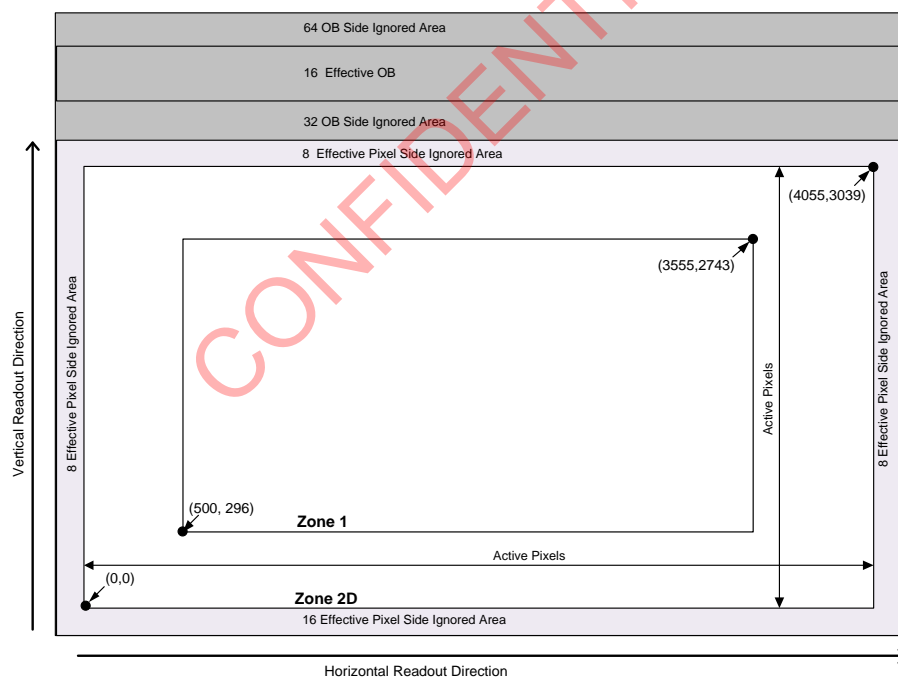 64 OB Side Ignored Area
16 Effective OB
32 OB Side Ignored Area
8 Effective Pixel Side Ignored Area
(4055,3039)
(3555,2743)
CONFIDENTI
Vertical Readout Direction
8 Effective Pixel Side Ignored Area
Active Pixels
8 Effective Pixel Side Ignored Area
(500, 296)
Zone 1
Active Pixels
(0,0)
Zone 2D
16 Effective Pixel Side Ignored Area
Horizontal Readout Direction